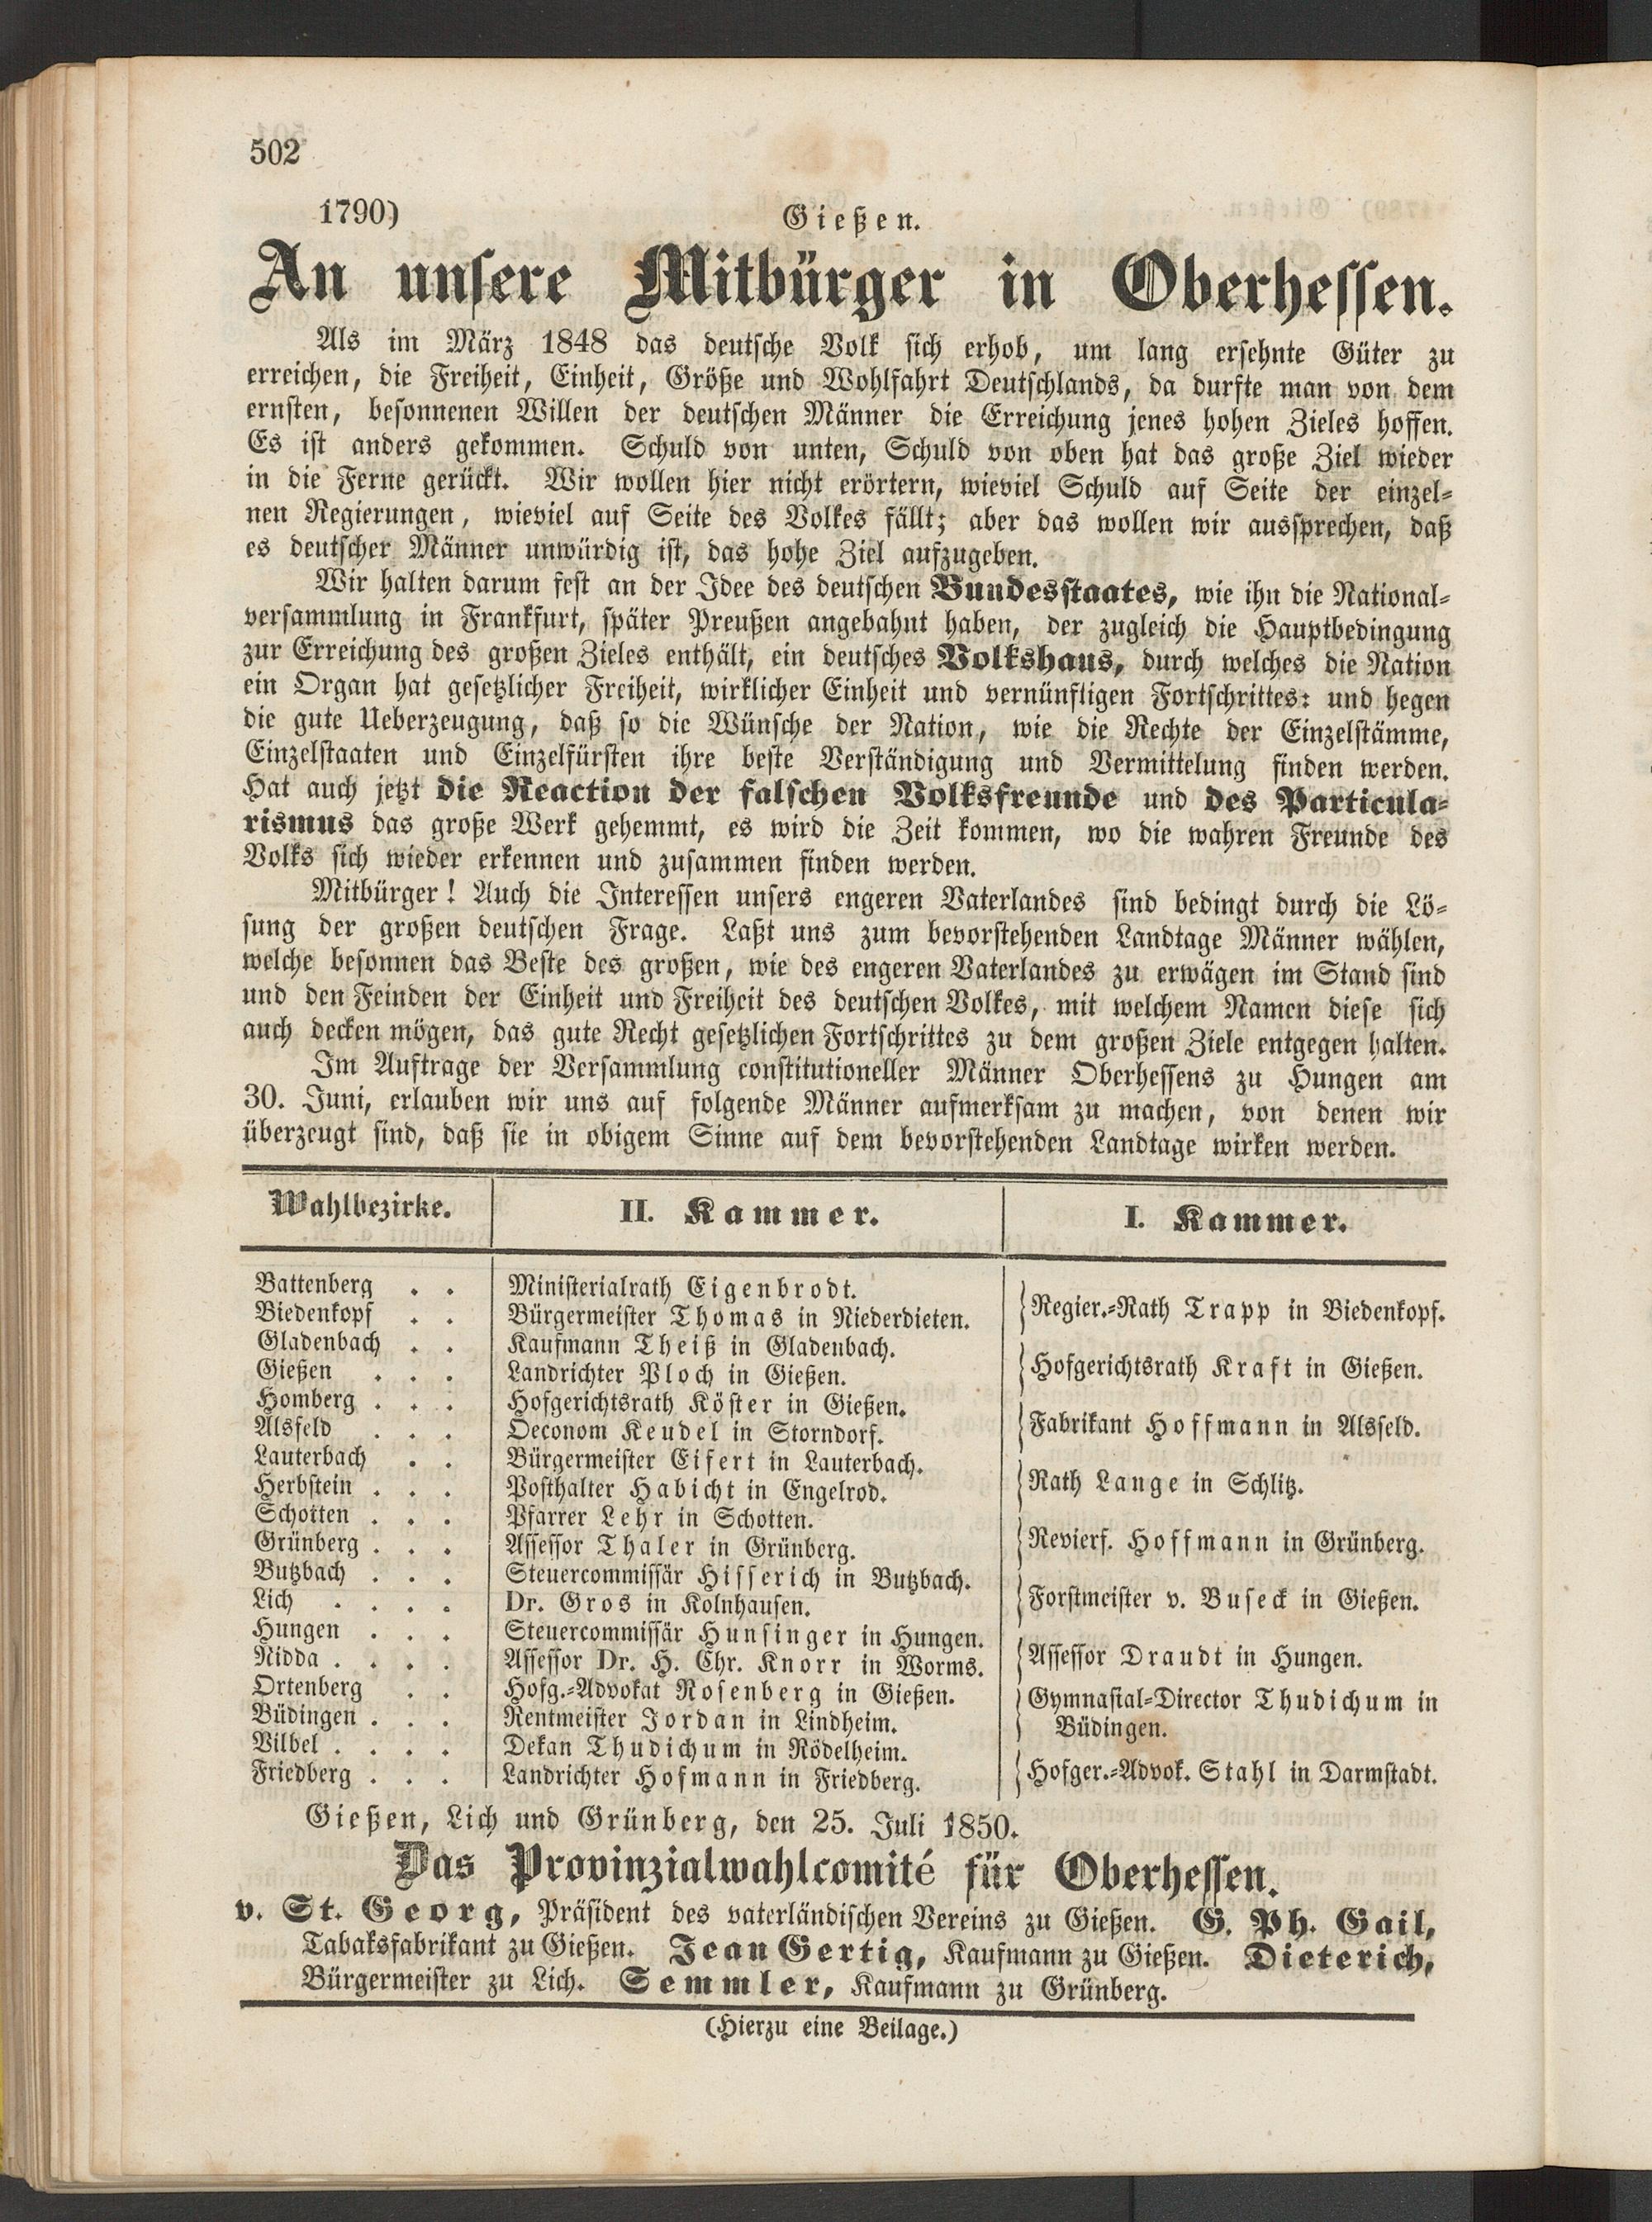 502
1790) Gießen.
An unsere Mitbürger in Oberhessen.
Als im März 1848 das deutsche Volk sich erhob, um lang ersehnte Güter zu
erreichen, die Freiheit, Einheit, Größe und Wohlfahrt Deutschlands, da durfte man von dem
ernsten, besonnenen Willen der deutschen Männer die Erreichung jenes hohen Zieles hoffen.
Es ist anders gekommen. Schuld von unten, Schuld von oben hat das große Ziel wieder
in die Ferne gerückt. Wir wollen hier nicht erörtern, wieviel Schuld auf Seite der einzel-
nen Regierungen, wieviel auf Seite des Volkes fällt; aber das wollen wir aussprechen, daß
es deutscher Männer unwürdig ist, das hohe Ziel aufzugeben.
Wir halten darum fest an der Idee des deutschen Bundesstaates, wie ihn die National-
versammlung in Frankfurt, später Preußen angebahnt haben, der zugleich die Hauptbedingung
zur Erreichung des großen Zieles enthält, ein deutsches Volkshaus, durch welches die Nation
ein Organ hat gesetzlicher Freiheit, wirklicher Einheit und vernünftigen Fortschrittes: und hegen
die gute Ueberzeugung, daß so die Wünsche der Nation, wie die Rechte der Einzelstämme,
Einzelstaaten und Einzelfürsten ihre beste Verständigung und Vermittelung finden werden.
Hat auch jetzt die Reaction der falschen Volksfreunde und des Particula-
rismus das große Werk gehemmt, es wird die Zeit kommen, wo die wahren Freunde des
Volks sich wieder erkennen und zusammen finden werden.
Mitbürger! Auch die Interessen unsers engeren Vaterlandes sind bedingt durch die Lö-
sung der großen deutschen Frage. Laßt uns zum bevorstehenden Landtage Männer wählen,
welche besonnen das Beste des großen, wie des engeren Vaterlandes zu erwägen im Stand sind
und den Feinden der Einheit und Freiheit des deutschen Volkes, mit welchem Namen diese sich
auch decken mögen, das gute Recht gesetzlichen Fortschrittes zu dem großen Ziele entgegen halten.
Im Auftrage der Versammlung constitutioneller Männer Oberhessens zu Hungen am
30. Juni, erlauben wir uns auf folgende Männer aufmerksam zu machen, von denen wir
überzeugt sind, daß sie in obigem Sinne auf dem bevorstehenden Landtage wirken werden.
Wahlbezirke. II. Kammer. I. Kammer.
Battenberg . . Ministerialrath Eigenbrodt.
Biedenkopf . . Bürgermeister Thomas in Niederdieten. Regier.-Rath Trapp in Biedenkopf.
Gladenbach . . Kaufmann Theiß in Gladenbach.
Gießen . . . Landrichter Ploch in Gießen. Hofgerichtsrath Kraft in Gießen.
Homberg . . . Hofgerichtsrath Köster in Gießen.
Alsfeld . . . Oeconom Keudel in Storndorf. Fabrikant Hoffmann in Alsfeld.
Lauterbach . . Bürgermeister Eifert in Lauterbach.
Herbstein . . . Posthalter Habicht in Engelrod. Rath Lange in Schlitz.
Schotten . . . Pfarrer Lehr in Schotten.
Grünberg . . . Assessor Thaler in Grünberg. Revierf. Hoffmann in Grünberg.
Butzbach . . . Steuercommissär Hisserich in Butzbach.
Lich . . . . Dr. Gros in Kolnhausen. Forstmeister v. Buseck in Gießen.
Hungen . . . Steuercommissär Hunsinger in Hungen.
Nidda . . . . Assessor Dr. H. Chr. Knorr in Worms. Assessor Draudt in Hungen.
Ortenberg . . Hofg.-Advokat Rosenberg in Gießen. Gymnasial-Director Thudichum in
Büdingen . . . Rentmeister Jordan in Lindheim. Büdingen.
Vilbel . . . . Dekan Thudichum in Rödelheim.
Friedberg . . . Landrichter Hofmann in Friedberg. Hofger.-Advok. Stahl in Darmstadt.
Gießen, Lich und Grünberg, den 25. Juli 1850.
Das Provinzialwahlcomité für Oberhessen.
v. St. Georg, Präsident des vaterländischen Vereins zu Gießen. G. Ph. Gail,
Tabaksfabrikant zu Gießen. Jean Gertig, Kaufmann zu Gießen. Dieterich,
Bürgermeister zu Lich. Semmler, Kaufmann zu Grünberg.
(Hierzu eine Beilage.)